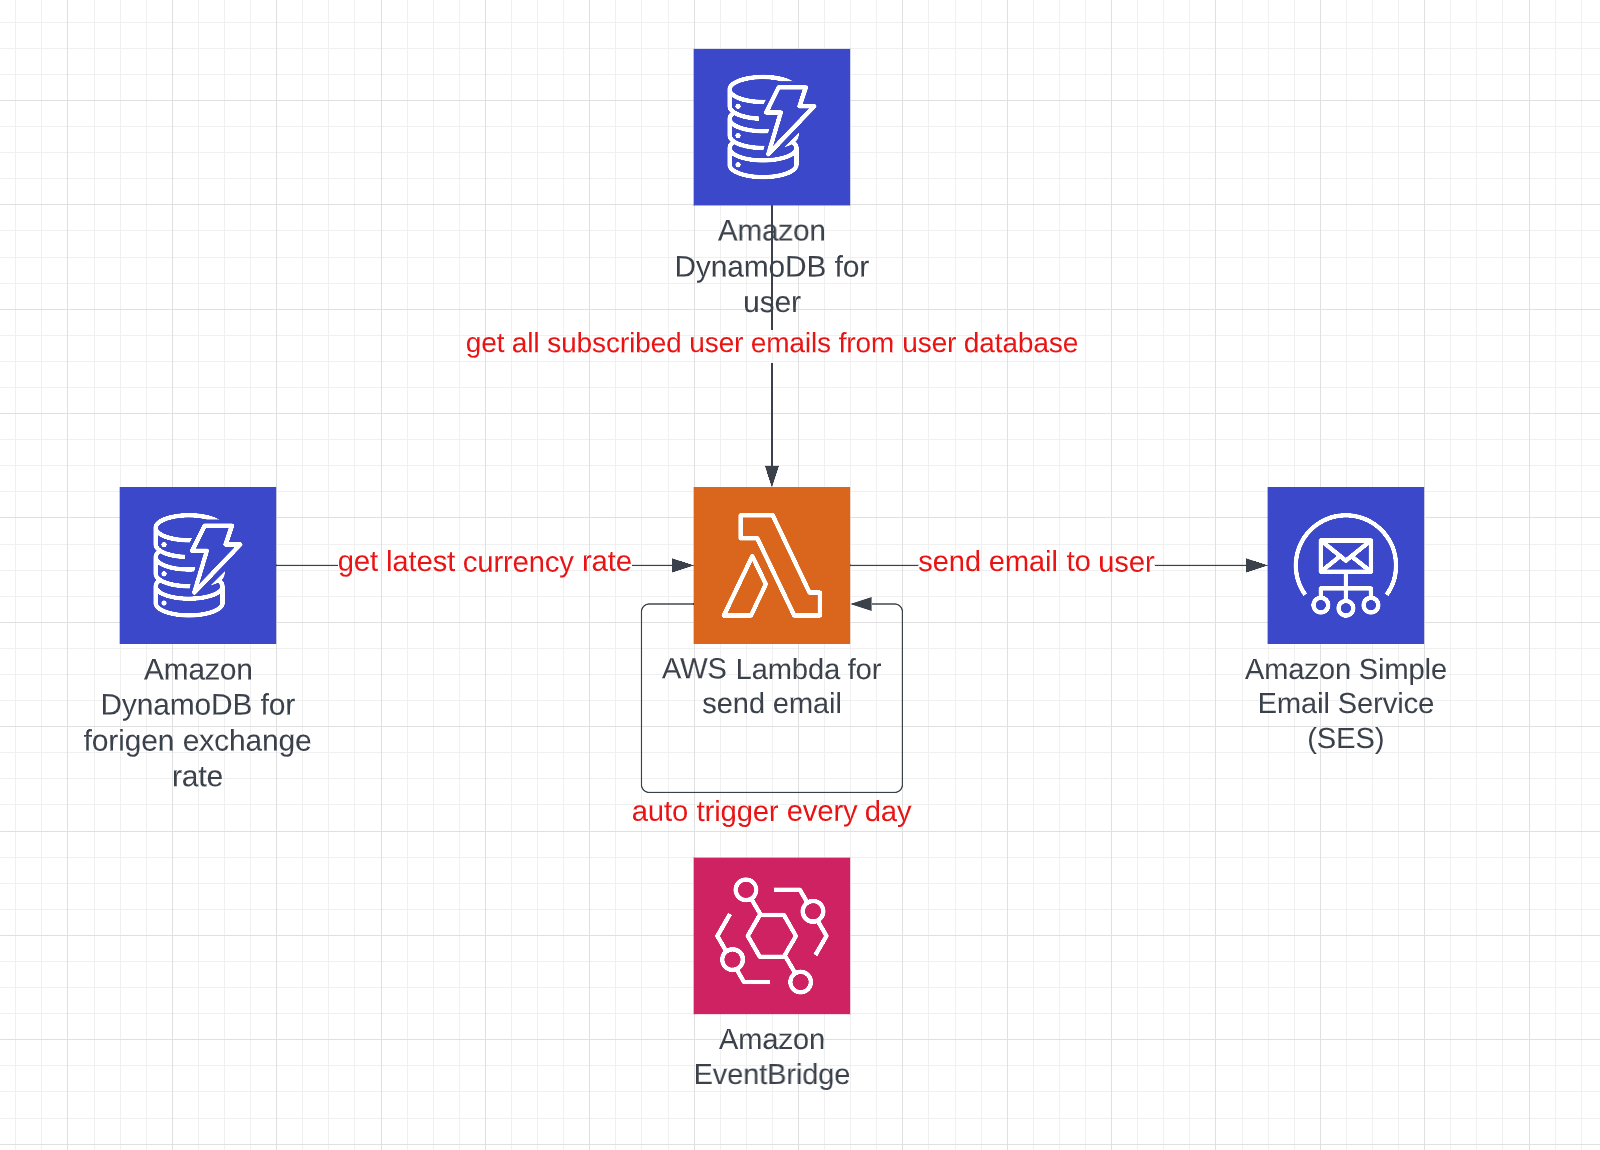 Amazon
DynamoDB for
user
get all subscribed user emails from user database
get latest currency rate
send email to user
Amazon
DynamoDB for
forigen exchange
rate
AWS Lambda for
send email
Amazon Simple
Email Service
(SES)
auto trigger every day
Amazon
EventBridge